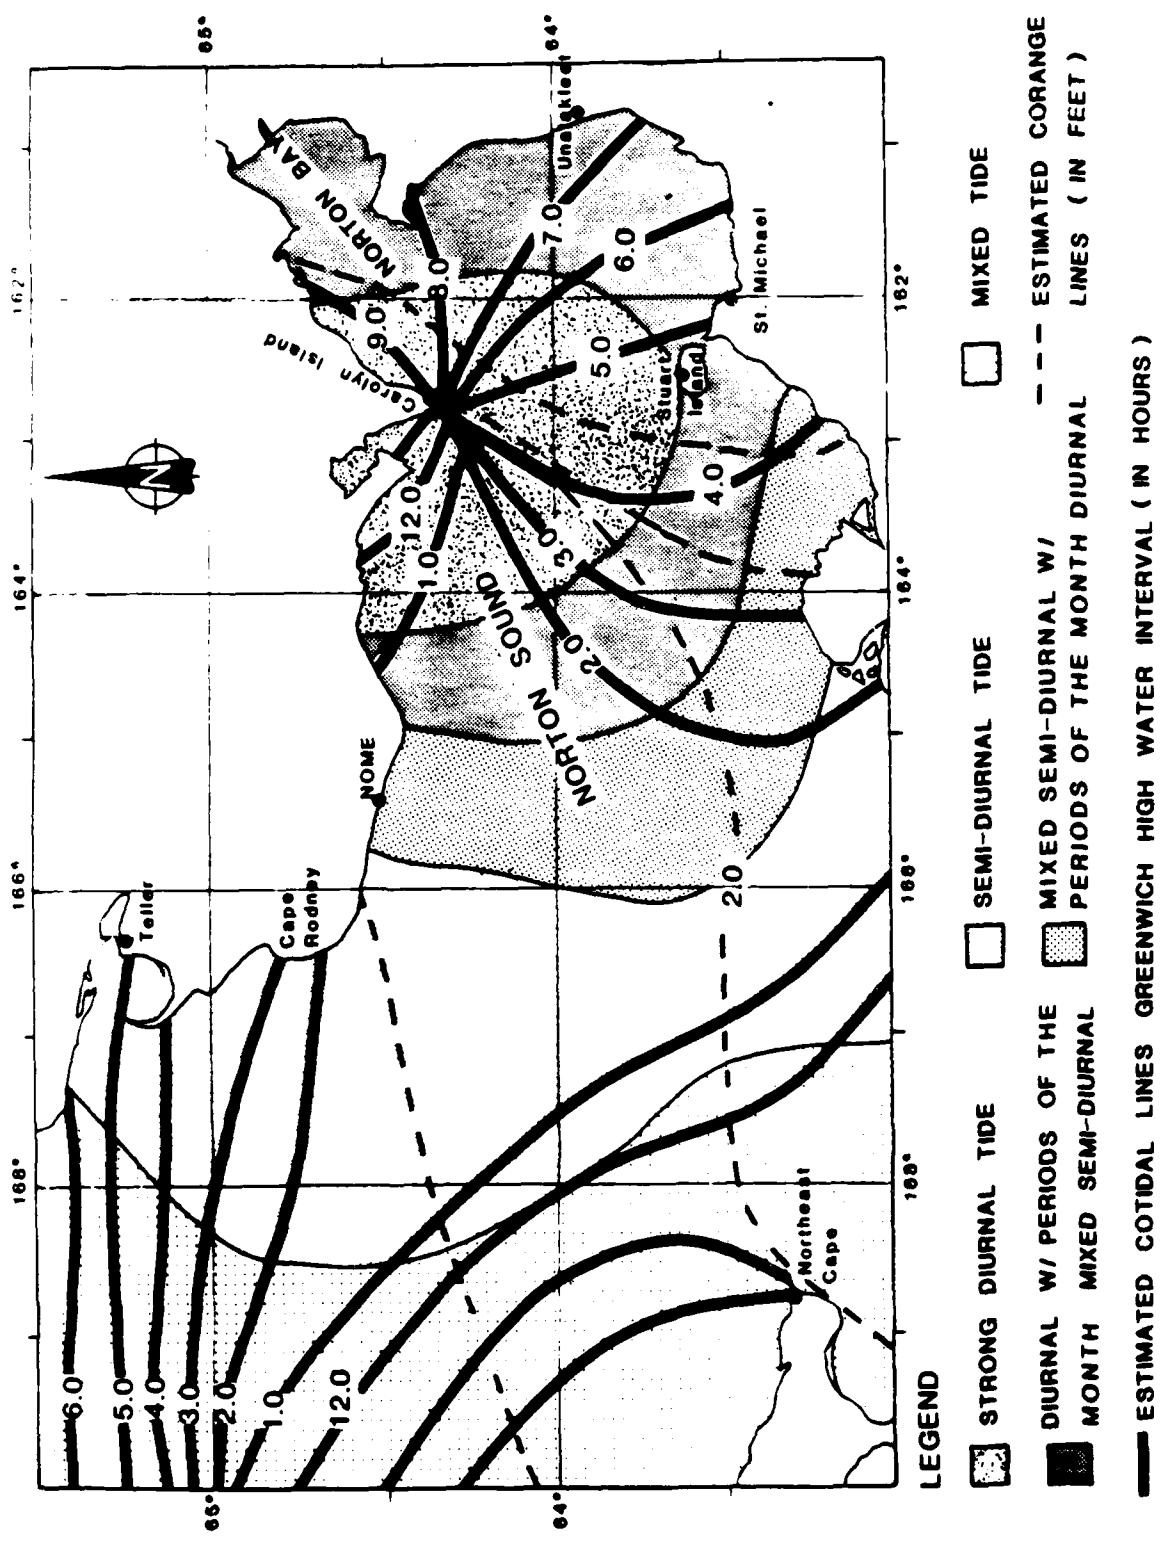 162°
164°
166°
168°
65°
65°
64°
64°
162°
164°
166°
168°
N
NORTON BAY
Unalakleet
Carolyn Island
St. Michael
Stuart
Island
NORTON SOUND
NOME
Teller
Cape
Rodney
Northeast
Cape
9.0
8.0
7.0
6.0
5.0
4.0
3.0
2.0
1.0
12.0
2.0
6.0
5.0
4.0
3.0
2.0
1.0
12.0
LEGEND
STRONG DIURNAL TIDE
SEMI-DIURNAL TIDE
MIXED TIDE
DIURNAL W/ PERIODS OF THE
MONTH MIXED SEMI-DIURNAL
MIXED SEMI-DIURNAL W/
PERIODS OF THE MONTH DIURNAL
ESTIMATED CORANGE
LINES (IN FEET)
ESTIMATED COTIDAL LINES GREENWICH HIGH WATER INTERVAL (IN HOURS)